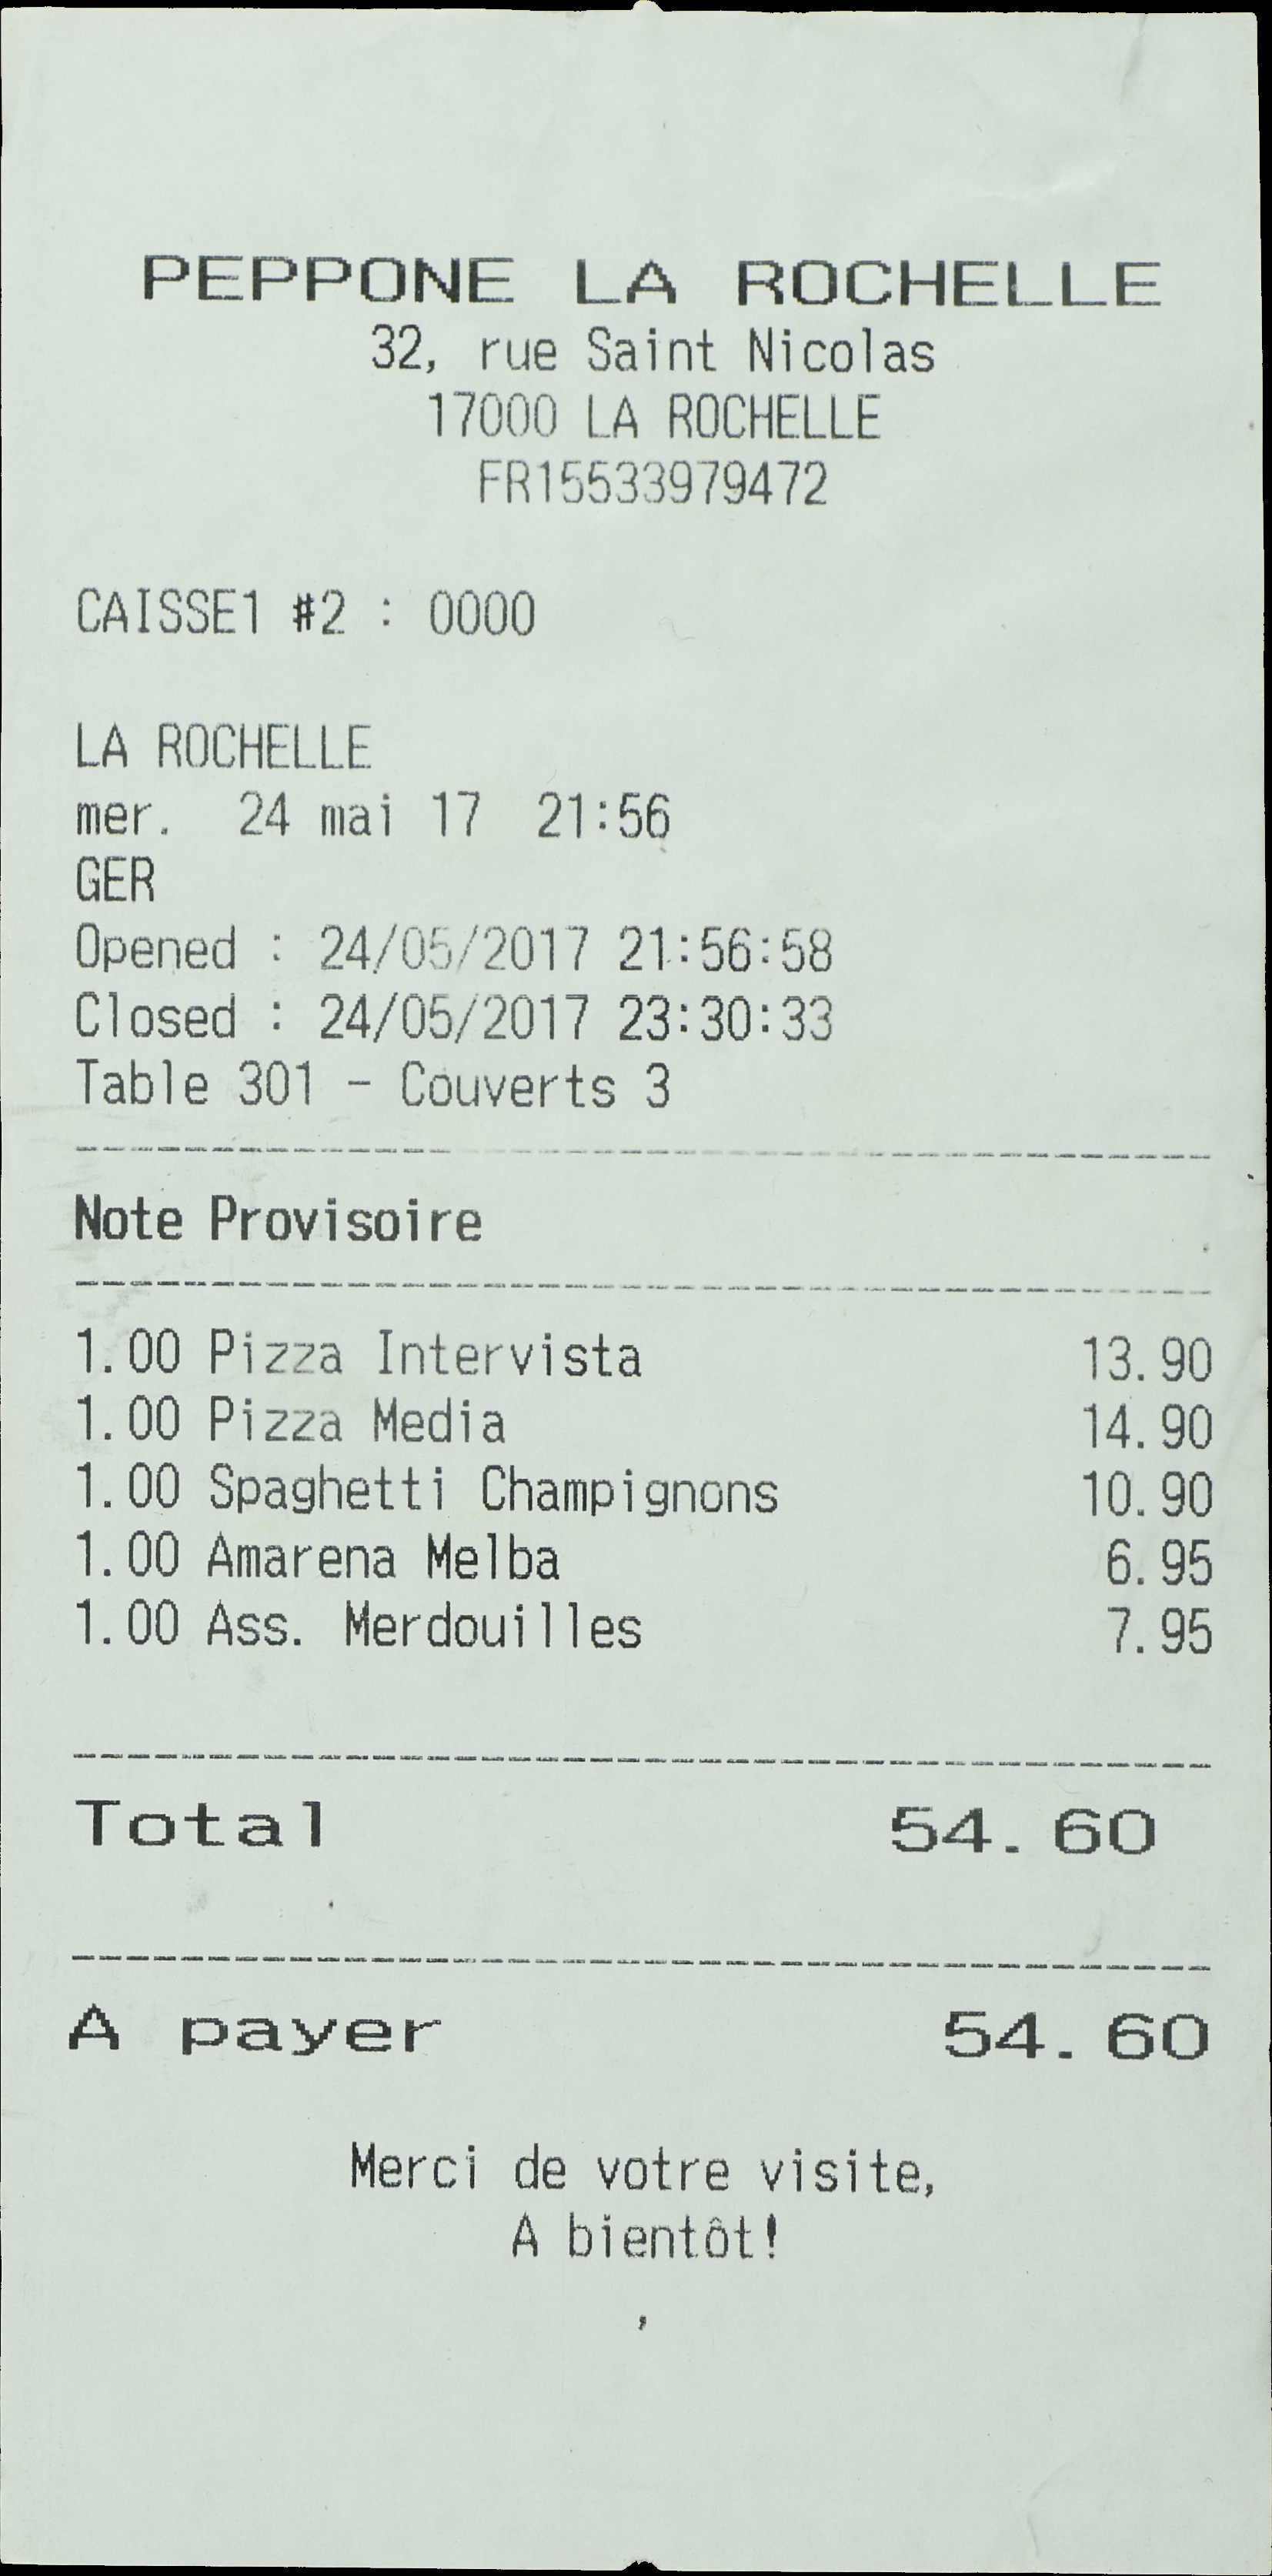 PEPPONE LA ROCHELLE
32, rue Saint Nicolas
17000 LA ROCHELLE
FR15533979472
CAISSE1 #2 : 0000
LA ROCHELLE
mer. 24 mai 17 21:56
GER
Opened : 24/05/2017 21:56:58
Closed : 24/05/2017 23:30:33
Table 301 - Couverts 3
Note Provisoire
1.00 Pizza Intervista 13.90
1.00 Pizza Media 14.90
1.00 Spaghetti Champignons 10.90
1.00 Amarena Melba 6.95
1.00 Ass. Merdouilles 7.95
Total 54.60
A payer 54.60
Merci de votre visite,
A bientôt!
,